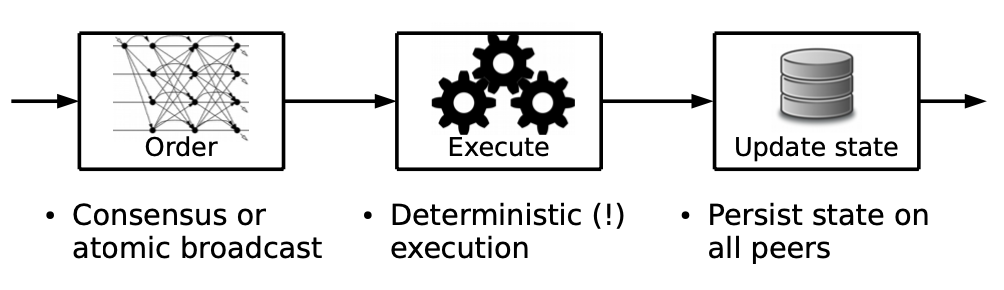 Order
Execute
Update state
• Consensus or
atomic broadcast
• Deterministic (!)
execution
• Persist state on
all peers